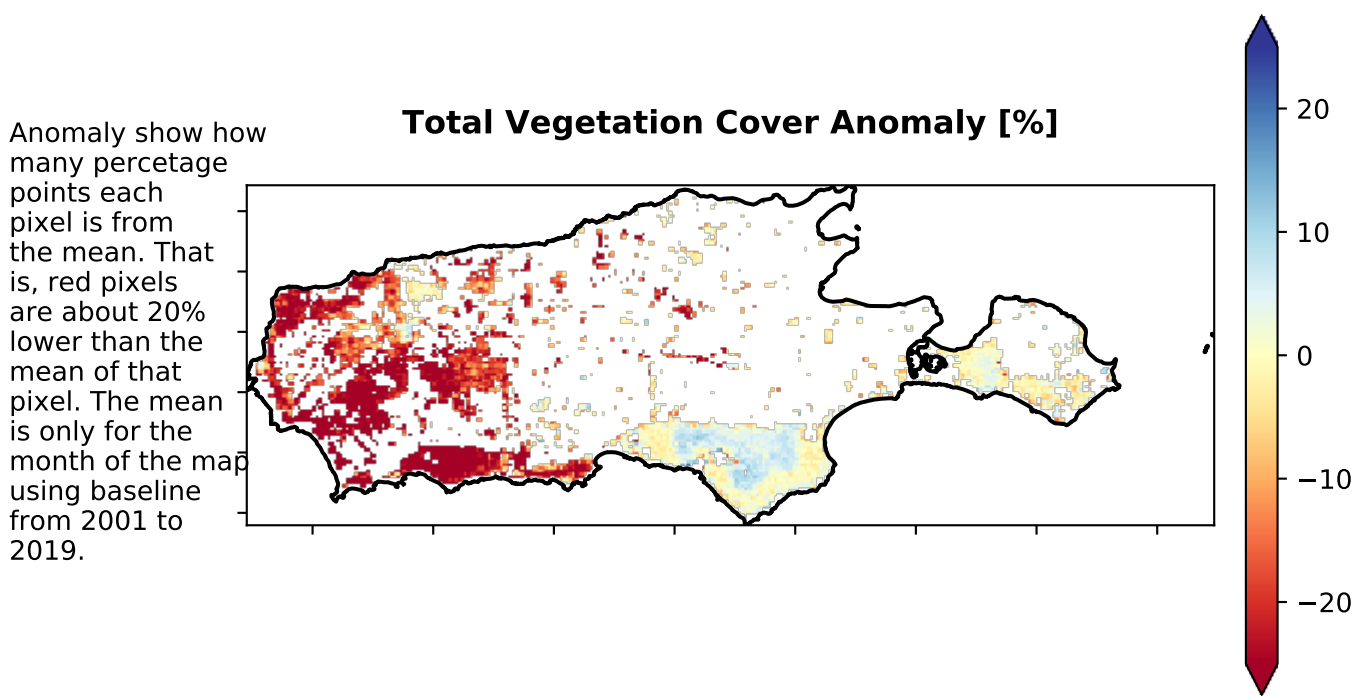 Total Vegetation Cover Anomaly [%]
Anomaly show how
many percetage
points each
pixel is from
the mean. That
is, red pixels
are about 20%
lower than the
mean of that
pixel. The mean
is only for the
month of the map
using baseline
from 2001 to
2019.
20
10
0
−10
−20